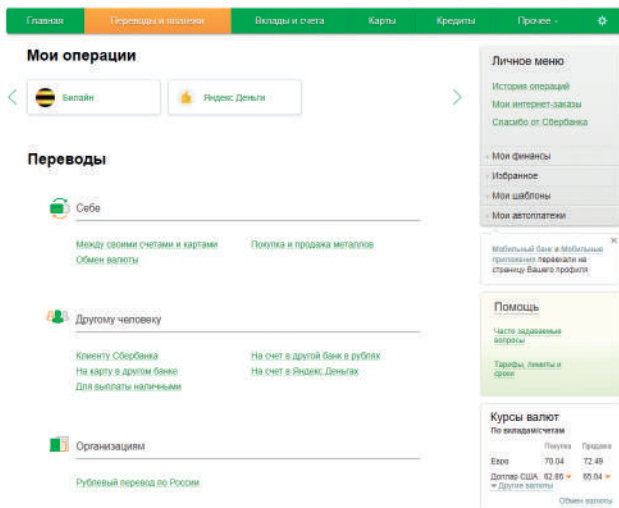 Главная Переводы и платежи Вклады и счета Карты Кредиты Прочее
Мои операции
Билайн Яндекс Деньги
Переводы
Себе
Между своими счетами и картами Покупка и продажа металлов
Обмен валюты
Другому человеку
Клиенту Сбербанка На счет в другой банк в рублях
На карту в другом банке На счет в Яндекс Деньгах
Для выплаты наличными
Организациям
Рублевый перевод по России
Личное меню
История операций
Мои интернет-заказы
Спасибо от Сбербанка
Мои финансы
Избранное
Мои шаблоны
Мои автоплатежи
Мобильный банк и Мобильные
приложения переехали на
страницу Вашего профиля
Помощь
Часто задаваемые
вопросы
Тарифы, лимиты и
сроки
Курсы валют
По вкладам/счетам
Покупка Продажа
Евро 70.04 72.49
Доллар США 62.86 65.04
Другие валюты
Обмен валюты